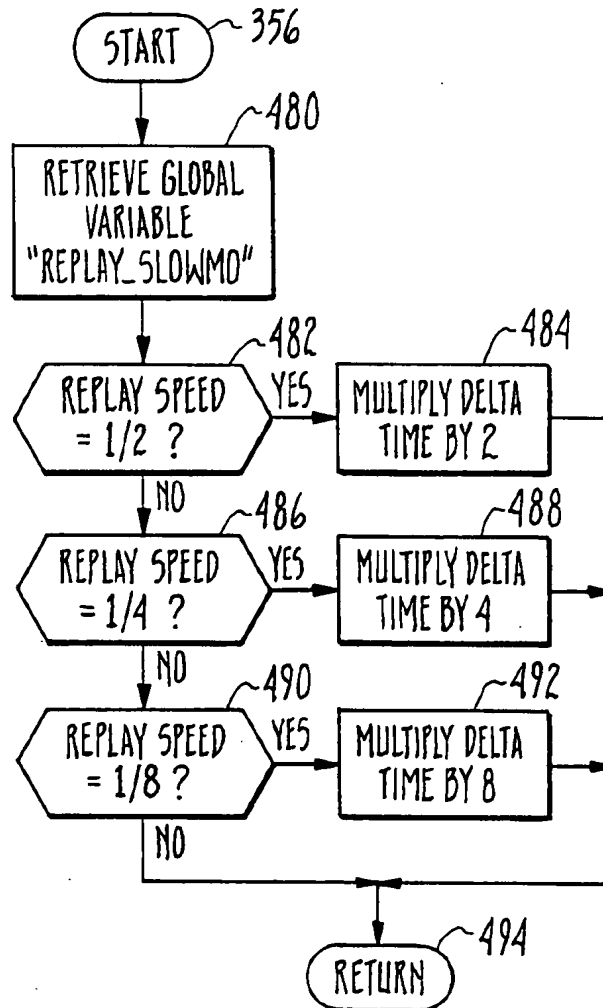 START
356
480
RETRIEVE GLOBAL
VARIABLE
"REPLAY_SLOWMO"
482
REPLAY SPEED
= 1/2 ?
YES
484
MULTIPLY DELTA
TIME BY 2
NO
486
REPLAY SPEED
= 1/4 ?
YES
488
MULTIPLY DELTA
TIME BY 4
NO
490
REPLAY SPEED
= 1/8 ?
YES
492
MULTIPLY DELTA
TIME BY 8
NO
494
RETURN